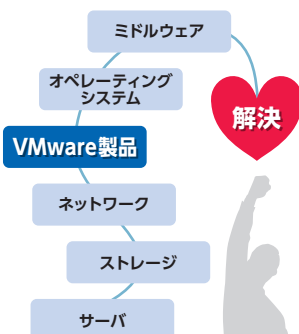 ミドルウェア
オペレーティング
システム
解決
VMware製品
ネットワーク
ストレージ
サーバ